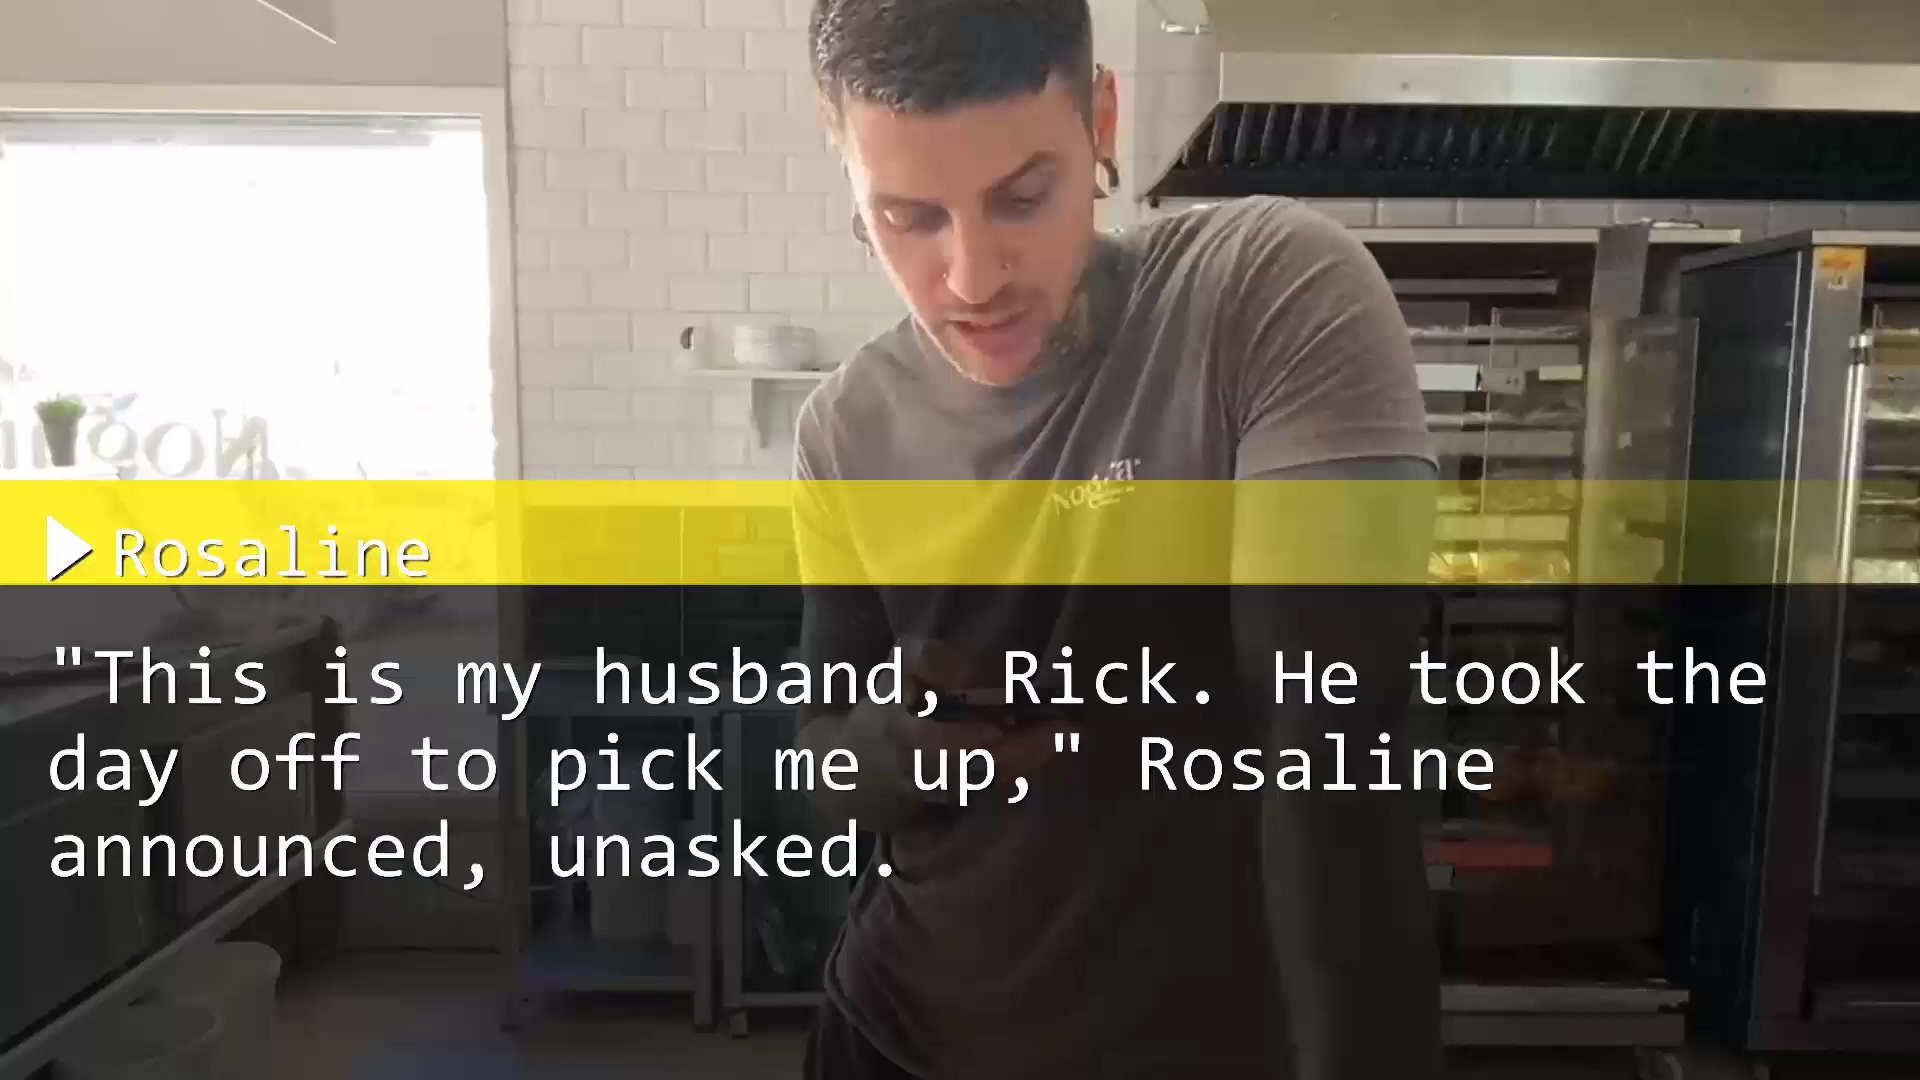 Rosaline
"This is my husband, Rick. He took the
day off to pick me up," Rosaline
announced, unasked.